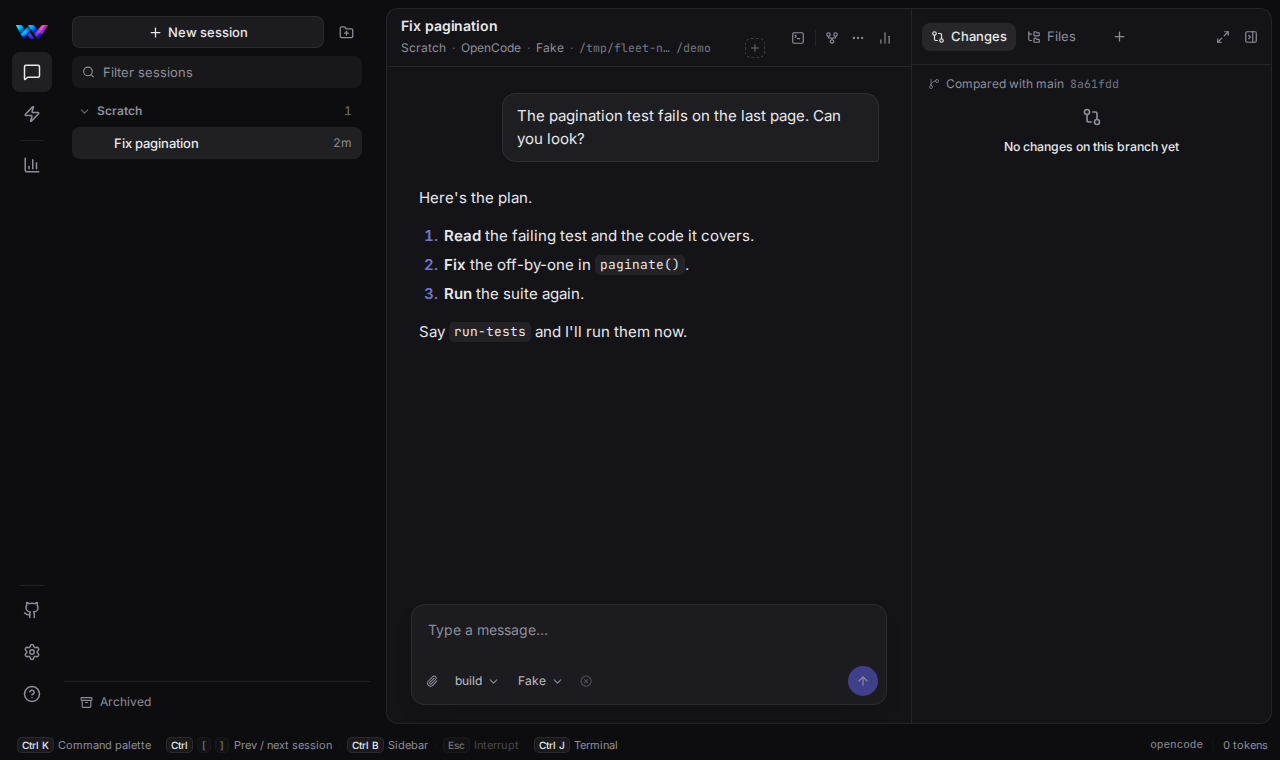 New session
Filter sessions
Scratch 1
Fix pagination 2m
Archived
Fix pagination
Scratch · OpenCode · Fake · /tmp/fleet-n… /demo
The pagination test fails on the last page. Can
you look?
Here's the plan.
1. Read the failing test and the code it covers.
2. Fix the off-by-one in paginate().
3. Run the suite again.
Say run-tests and I'll run them now.
Type a message...
build Fake
Changes Files
Compared with main 8a61fdd
No changes on this branch yet
Ctrl K Command palette Ctrl [ ] Prev / next session Ctrl B Sidebar Esc Interrupt Ctrl J Terminal opencode 0 tokens